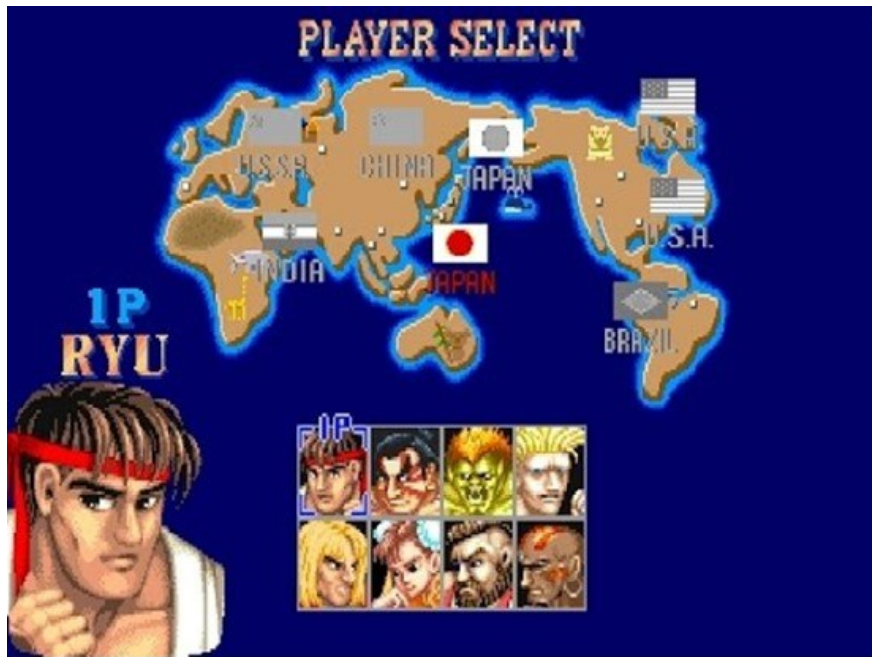 PLAYER SELECT
U.S.A.
U.S.S.R.
CHINA
JAPAN
U.S.A.
INDIA
JAPAN
1P
RYU
BRAZIL
1P